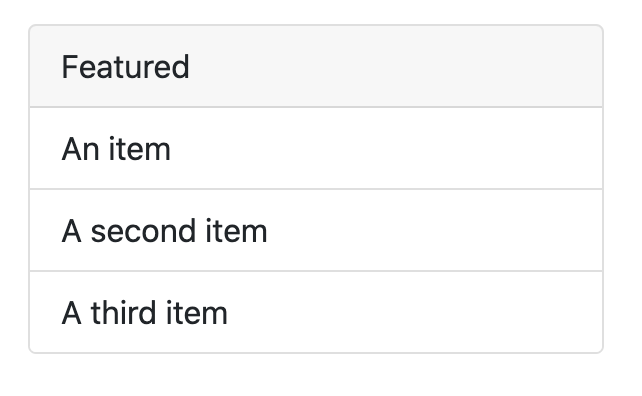 Featured
An item
A second item
A third item